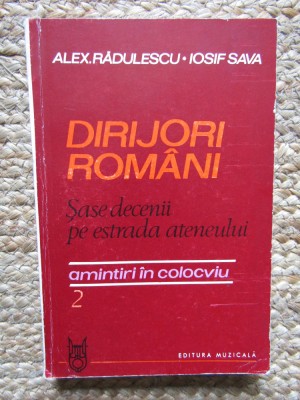 ALEX.RĂDULESCU • IOSIF SAVA
DIRIJORI
ROMÂNI
Șase decenii
pe estrada ateneului
amintiri în colocviu
2
EDITURA MUZICALĂ